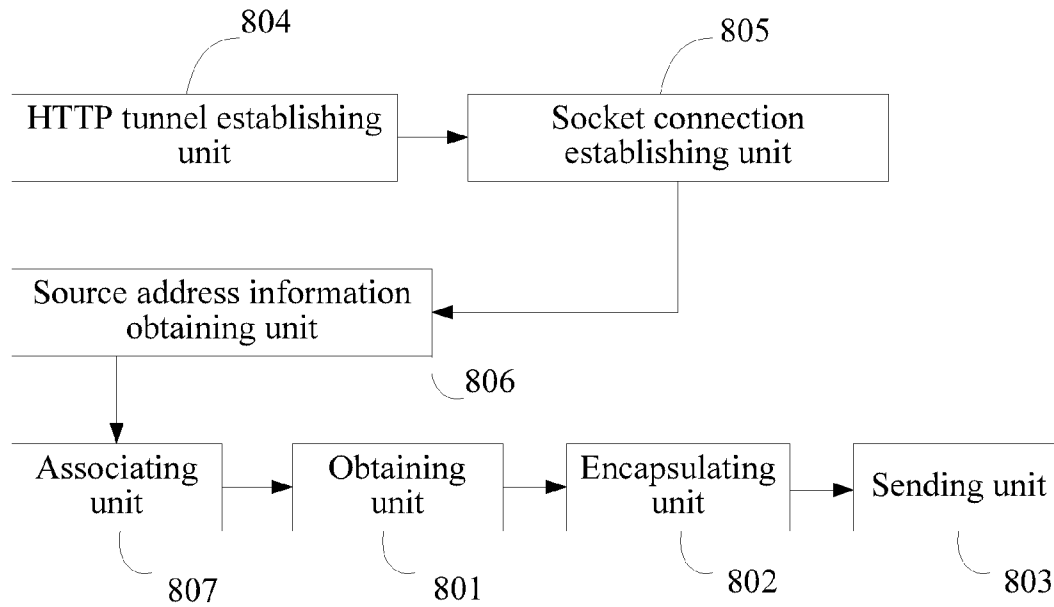 804
805
HTTP tunnel establishing
unit
Socket connection
establishing unit
Source address information
obtaining unit
806
Associating
unit
Obtaining
unit
Encapsulating
unit
Sending unit
807
801
802
803